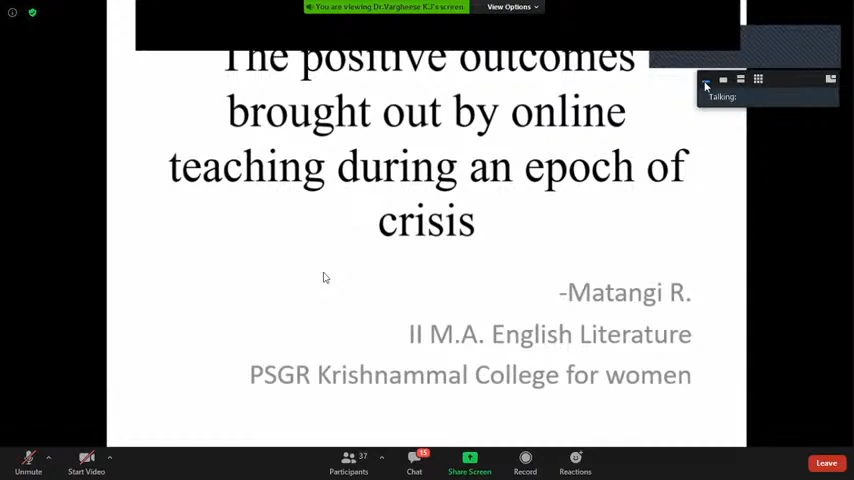 You are viewing Dr.Vargheese K.J's screen
View Options
Talking:
The positive outcomes
brought out by online
teaching during an epoch of
crisis
-Matangi R.
II M.A. English Literature
PSGR Krishnammal College for women
37
15
Unmute
Start Video
Participants
Chat
Share Screen
Record
Reactions
Leave